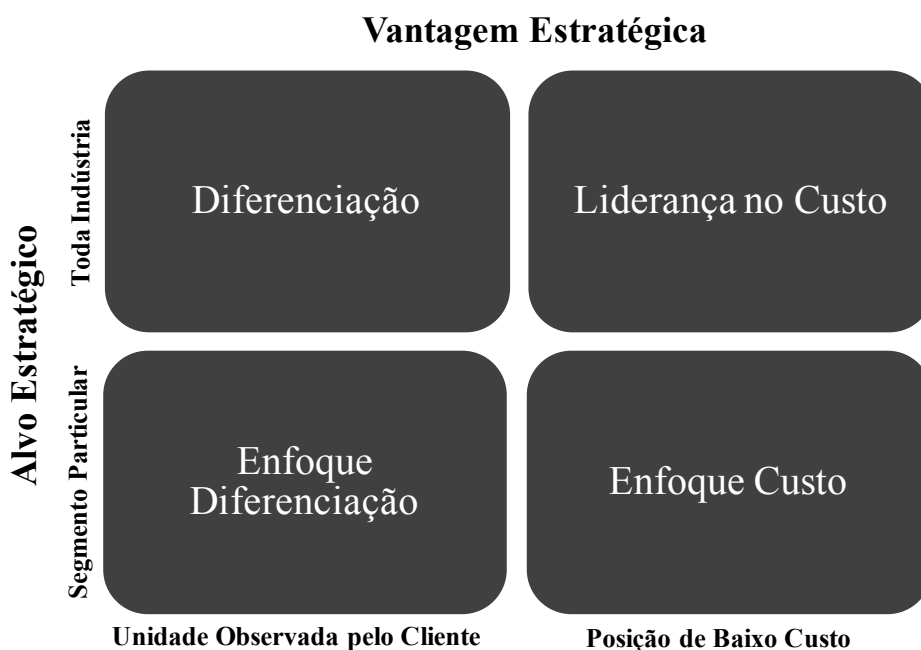 Vantagem Estratégica
Alvo Estratégico
Toda Indústria
Diferenciação
Liderança no Custo
Segmento Particular
Enfoque
Diferenciação
Enfoque Custo
Unidade Observada pelo Cliente
Posição de Baixo Custo